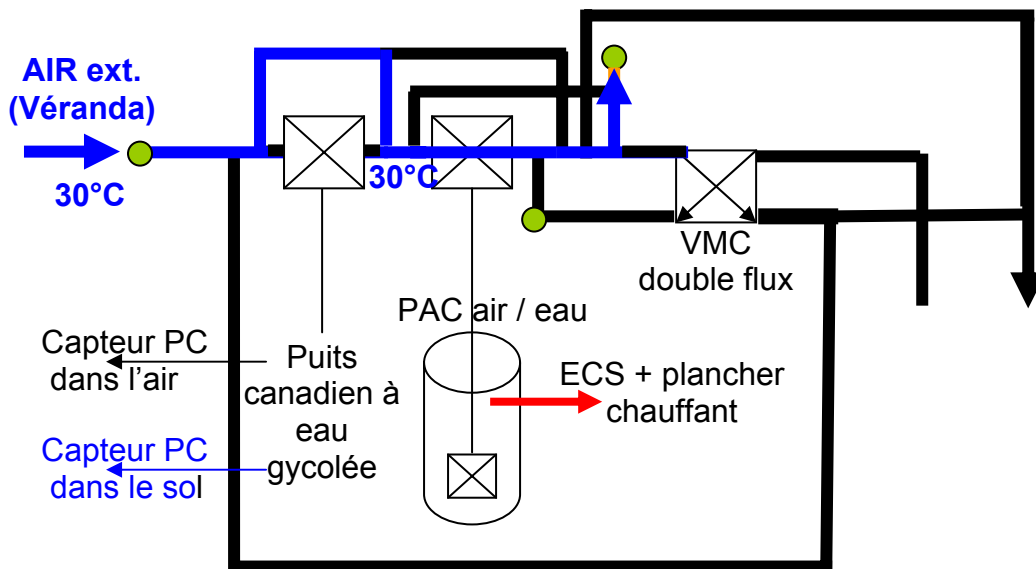 AIR ext.
(Véranda)
30°C
30°C
VMC
double flux
PAC air / eau
Capteur PC
dans l’air
Puits
canadien à
eau
gycolée
ECS + plancher
chauffant
Capteur PC
dans le sol